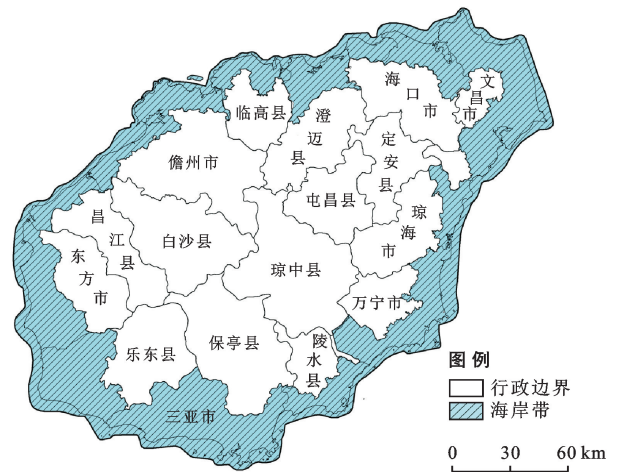 海口市
文昌市
临高县
澄迈县
定安县
儋州市
屯昌县
琼海市
昌江县
白沙县
琼中县
东方市
万宁市
乐东县
保亭县
陵水县
三亚市
图例
行政边界
海岸带
0 30 60 km